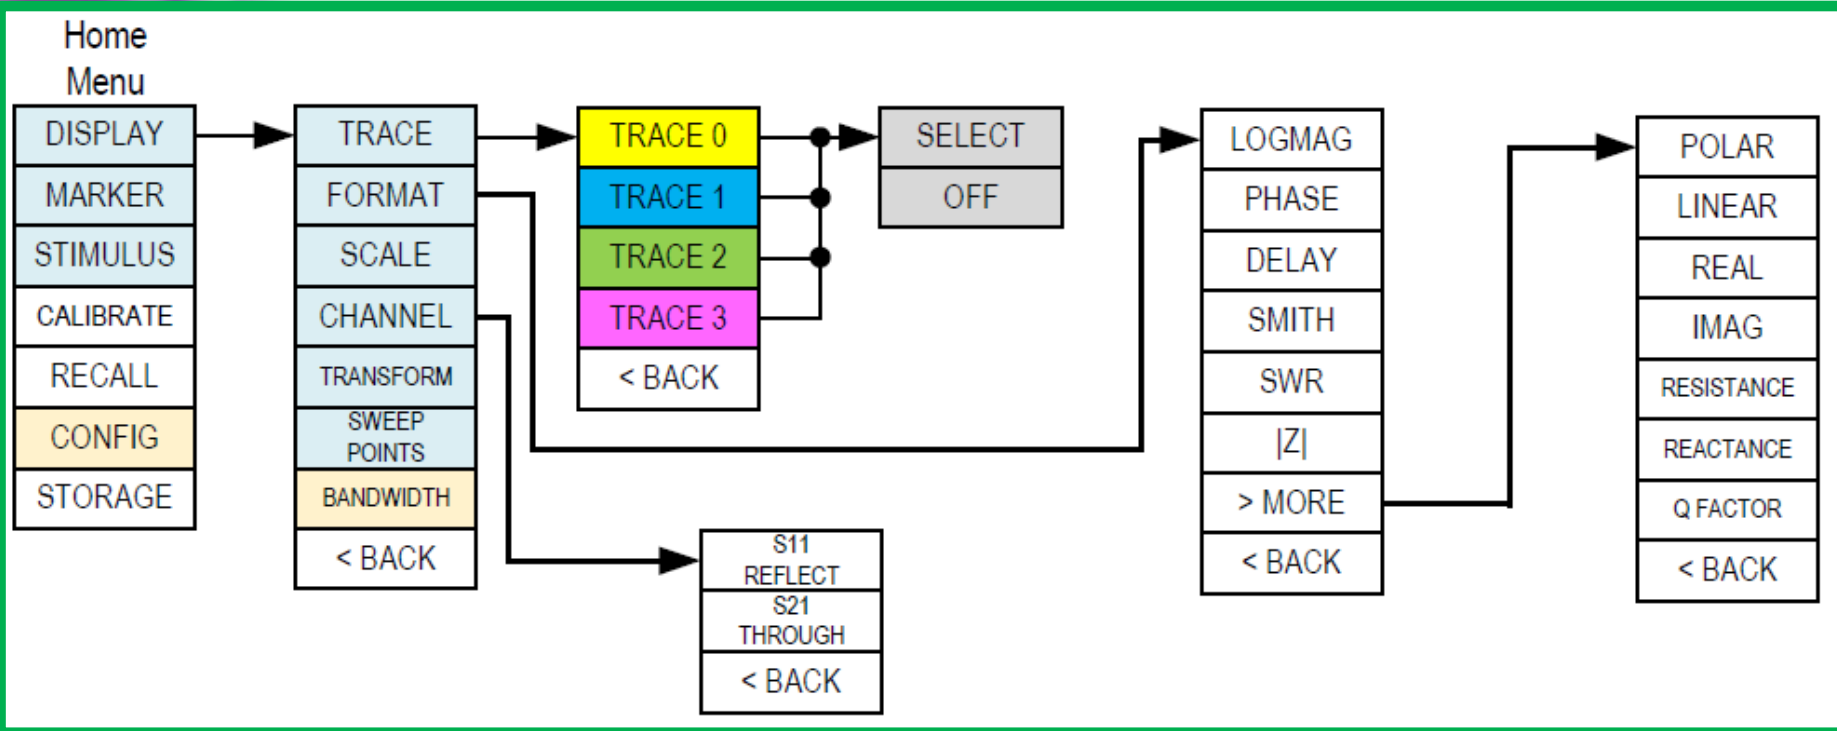 Home
Menu
DISPLAY
MARKER
STIMULUS
CALIBRATE
RECALL
CONFIG
STORAGE
TRACE
FORMAT
SCALE
CHANNEL
TRANSFORM
SWEEP
POINTS
BANDWIDTH
< BACK
TRACE 0
TRACE 1
TRACE 2
TRACE 3
< BACK
SELECT
OFF
S11
REFLECT
S21
THROUGH
< BACK
LOGMAG
PHASE
DELAY
SMITH
SWR
|Z|
> MORE
< BACK
POLAR
LINEAR
REAL
IMAG
RESISTANCE
REACTANCE
Q FACTOR
< BACK